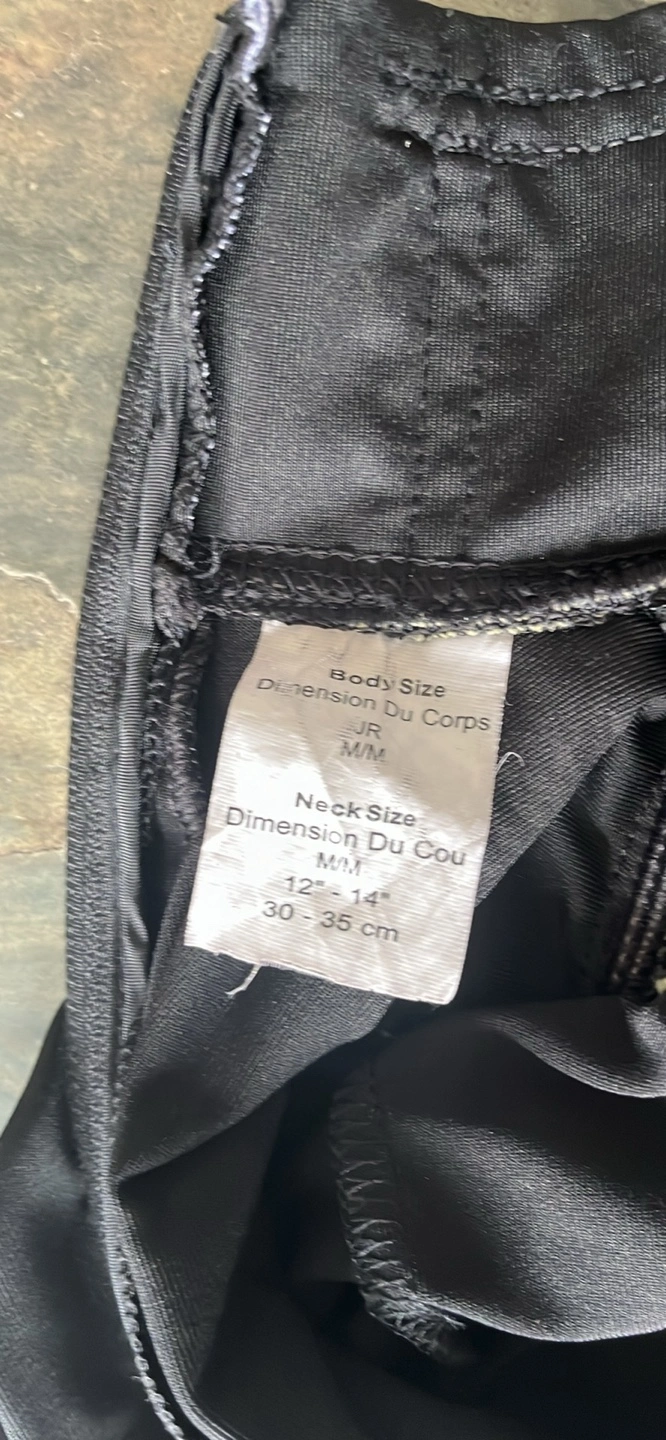 Body Size
Dimension Du Corps
JR
M/M
Neck Size
Dimension Du Cou
M/M
12" - 14"
30 - 35 cm